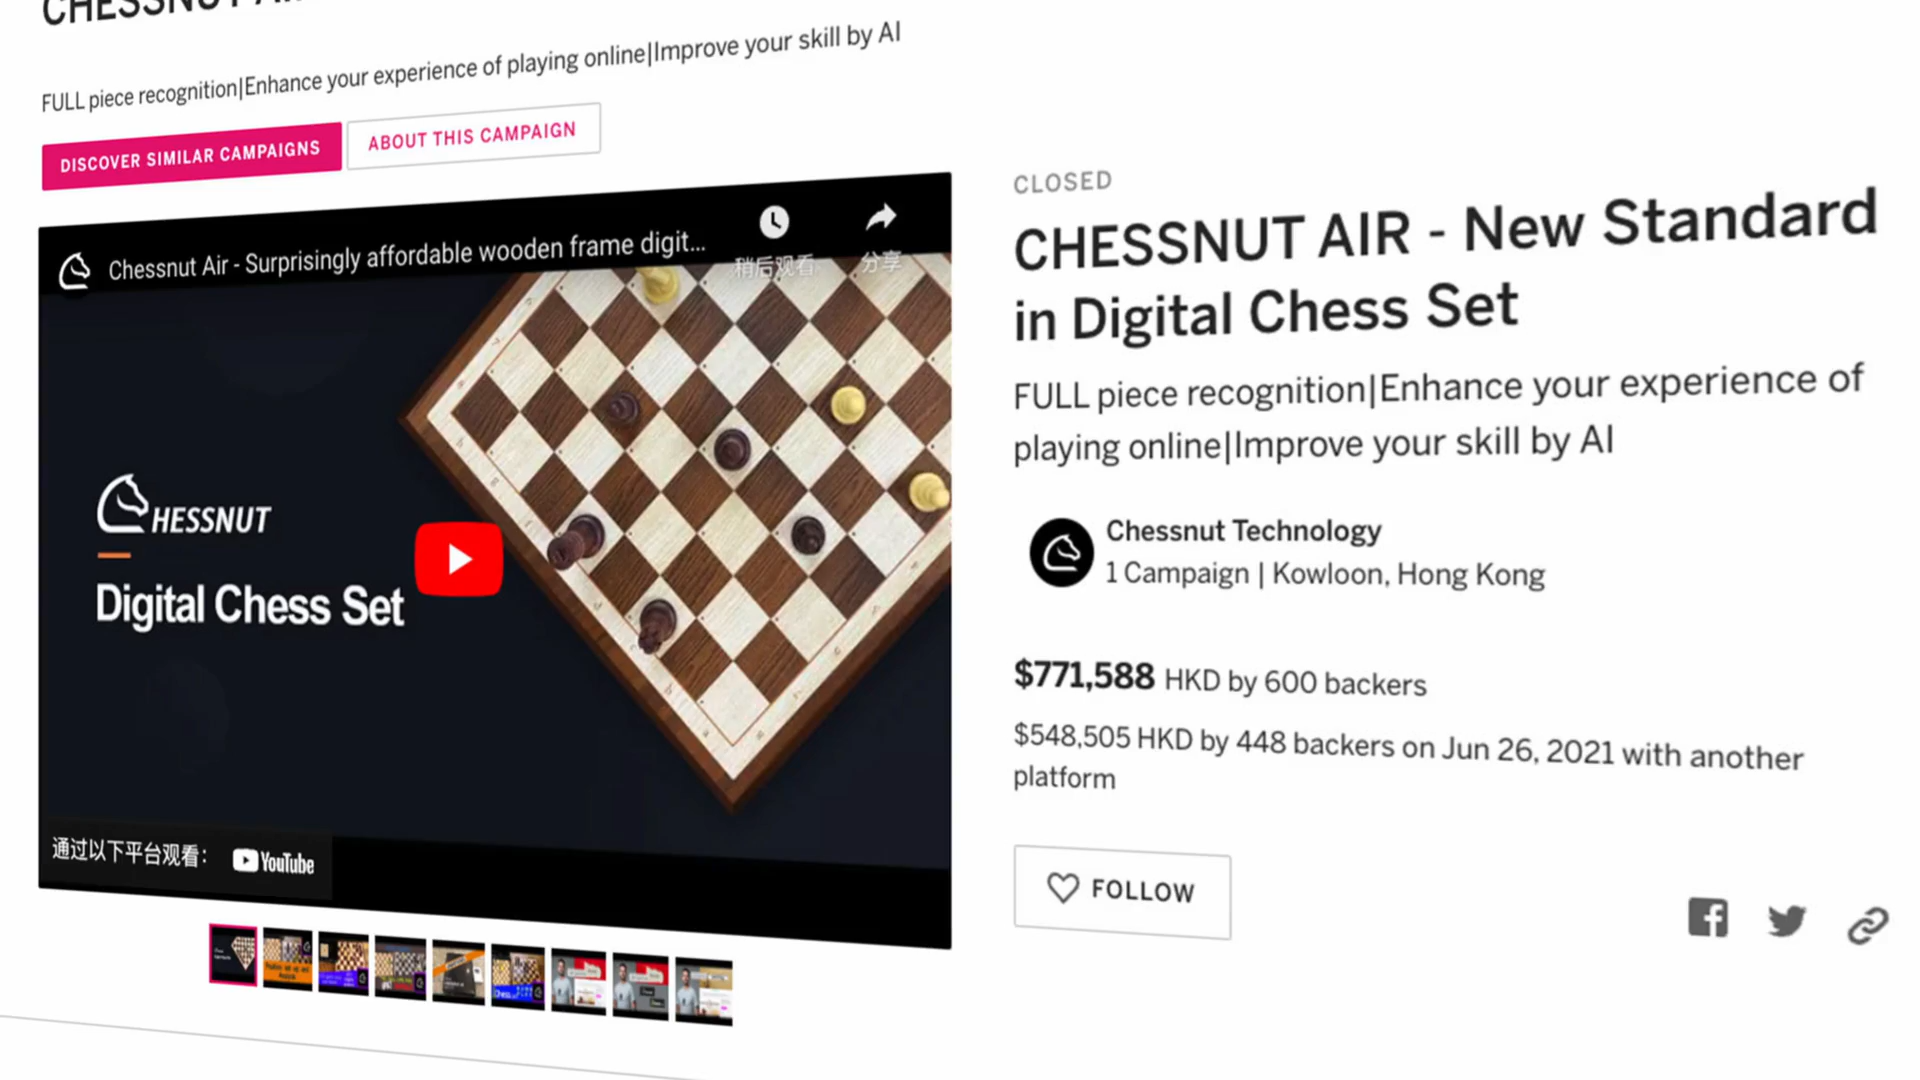 FULL piece recognition|Enhance your experience of playing online|Improve your skill by AI
DISCOVER SIMILAR CAMPAIGNS
ABOUT THIS CAMPAIGN
Chessnut Air - Surprisingly affordable wooden frame digit...
稍后观看
分享
HESSNUT
Digital Chess Set
通过以下平台观看：
YouTube
CLOSED
CHESSNUT AIR - New Standard
in Digital Chess Set
FULL piece recognition|Enhance your experience of
playing online|Improve your skill by AI
Chessnut Technology
1 Campaign | Kowloon, Hong Kong
$771,588 HKD by 600 backers
$548,505 HKD by 448 backers on Jun 26, 2021 with another
platform
FOLLOW